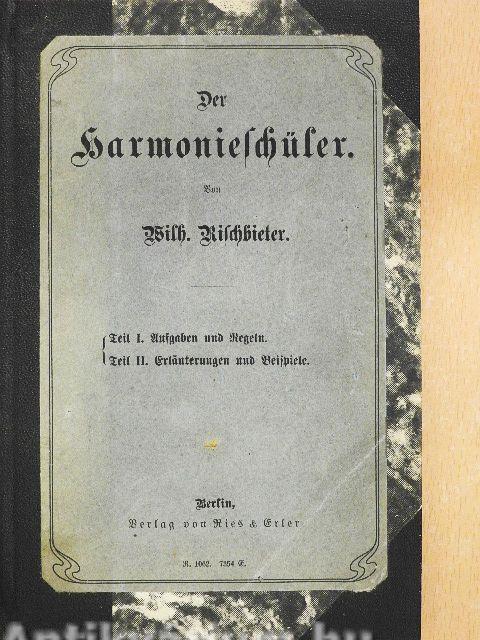 Der
Harmonieschüler.
Von
Wilh. Rischbieter.
Teil I. Aufgaben und Regeln.
Teil II. Erläuterungen und Beispiele.
Berlin,
Verlag von Ries & Erler
R. 1062. 7354 E.